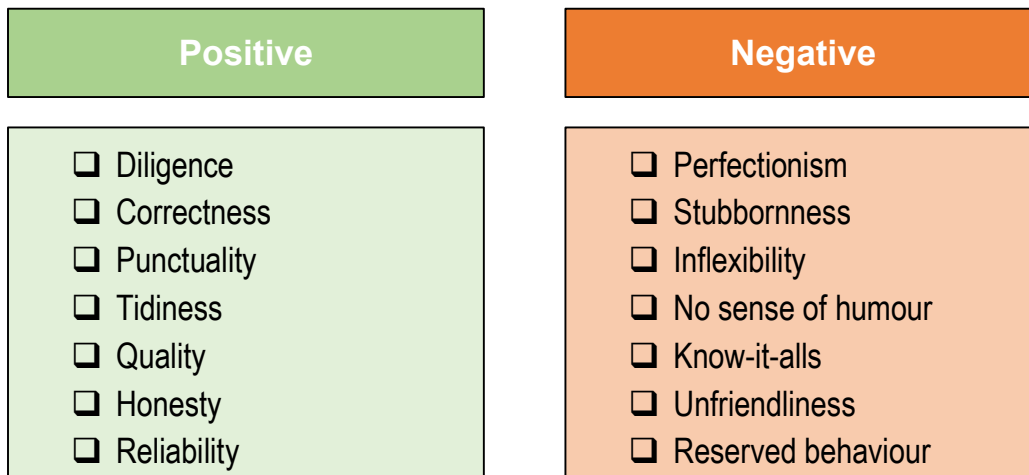 Positive
Diligence
Correctness
Punctuality
Tidiness
Quality
Honesty
Reliability
Negative
Perfectionism
Stubbornness
Inflexibility
No sense of humour
Know-it-alls
Unfriendliness
Reserved behaviour